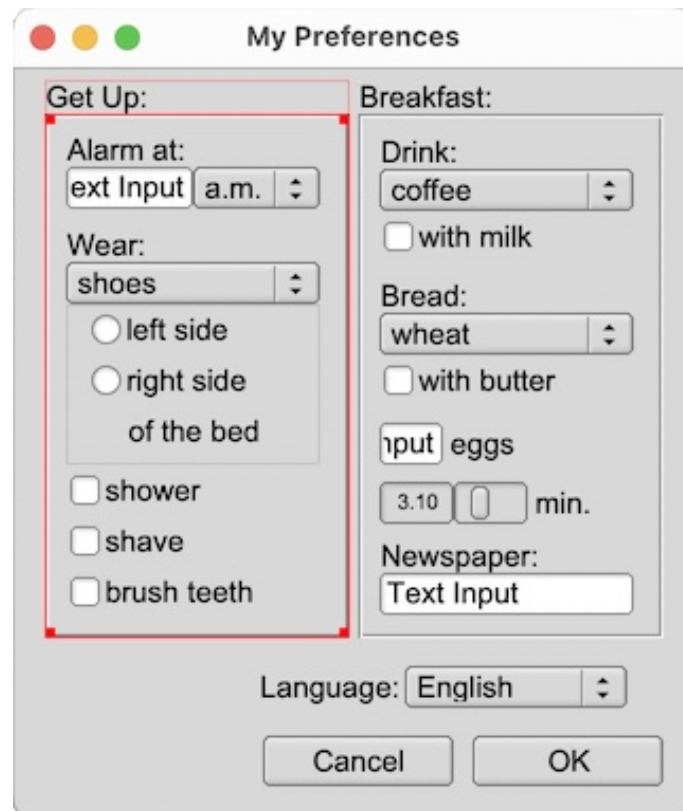 My Preferences
Get Up:
Alarm at:
ext Input a.m.
Wear:
shoes
left side
right side
of the bed
shower
shave
brush teeth
Breakfast:
Drink:
coffee
with milk
Bread:
wheat
with butter
nput eggs
3.10 min.
Newspaper:
Text Input
Language: English
Cancel OK